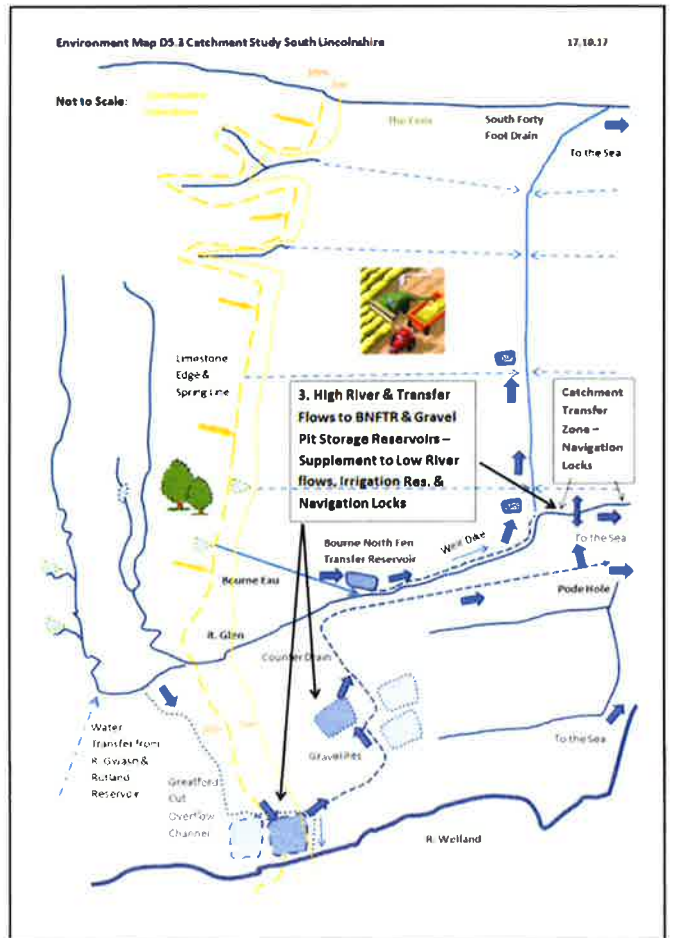 Environment Map D5.3 Catchment Study South Lincolnshire
17.10.17
Not to Scale:
The Fens
South Forty
Foot Drain
To the Sea
Limestone
Edge &
Spring Line
3. High River & Transfer
Flows to BNFTR & Gravel
Pit Storage Reservoirs –
Supplement to Low River
flows, Irrigation Res. &
Navigation Locks
Catchment
Transfer
Zone –
Navigation
Locks
Bourne North Fen
Transfer Reservoir
Weir Dike
To the Sea
Bourne Eau
Pode Hole
R. Glen
Counter Drain
Water
Transfer from
R. Gwash &
Rutland
Reservoir
Gravel Pits
To the Sea
Greatford
Cut
Overflow
Channel
R. Welland